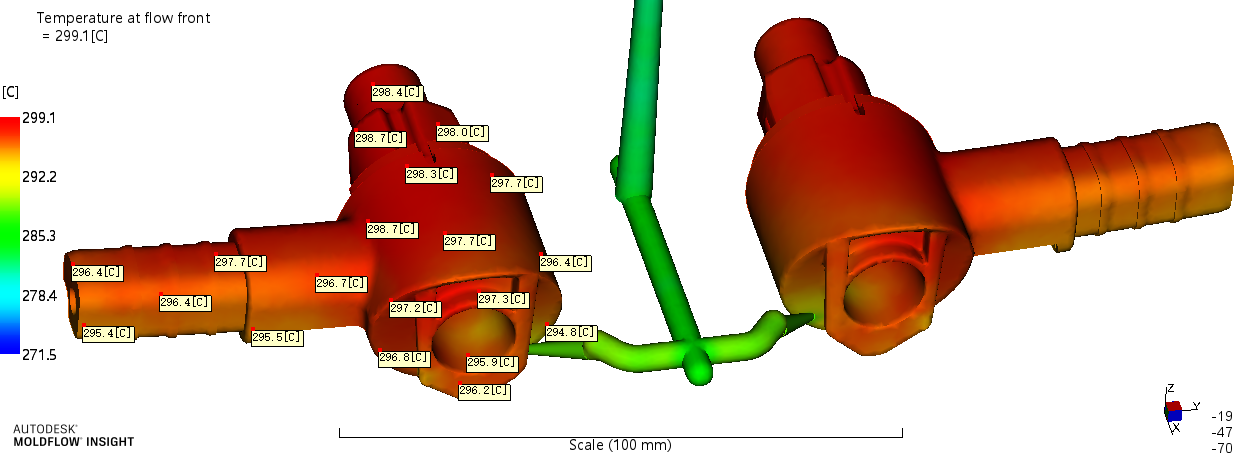 Temperature at flow front
= 299.1[C]
[C]
299.1
292.2
285.3
278.4
271.5
298.4[C]
298.7[C]
298.0[C]
298.3[C]
297.7[C]
298.7[C]
297.7[C]
297.7[C]
296.4[C]
296.4[C]
296.7[C]
296.4[C]
297.2[C]
297.3[C]
295.4[C]
295.5[C]
294.8[C]
296.8[C]
295.9[C]
296.2[C]
AUTODESK®
MOLDFLOW® INSIGHT
Scale (100 mm)
Z
Y
X
-19
-47
-70